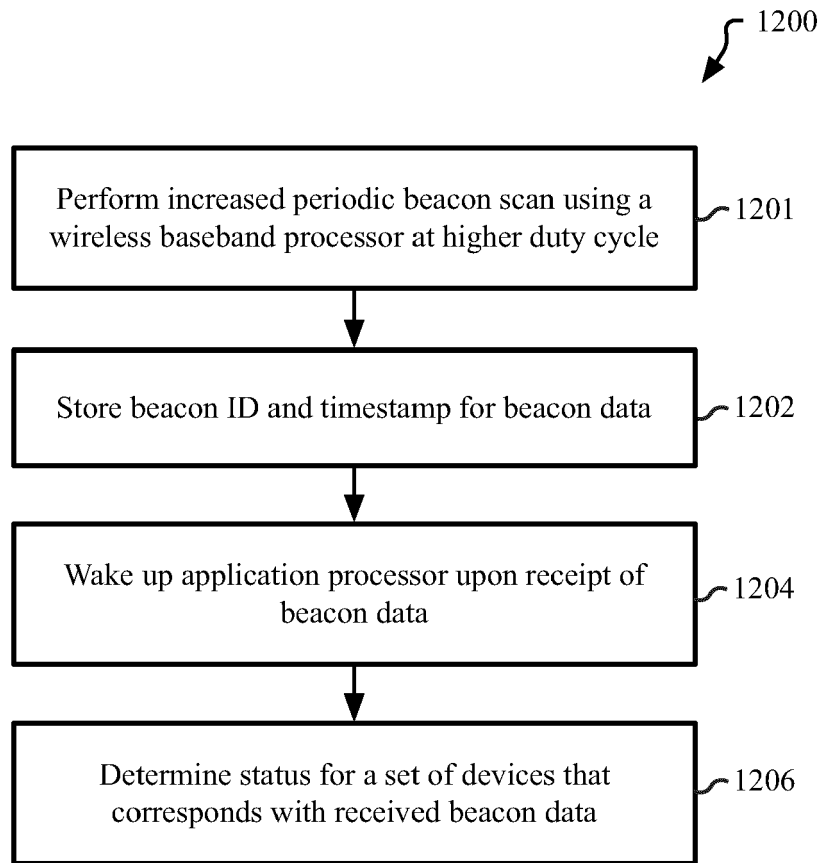 1200
Perform increased periodic beacon scan using a
wireless baseband processor at higher duty cycle
1201
Store beacon ID and timestamp for beacon data
1202
Wake up application processor upon receipt of
beacon data
1204
Determine status for a set of devices that
corresponds with received beacon data
1206